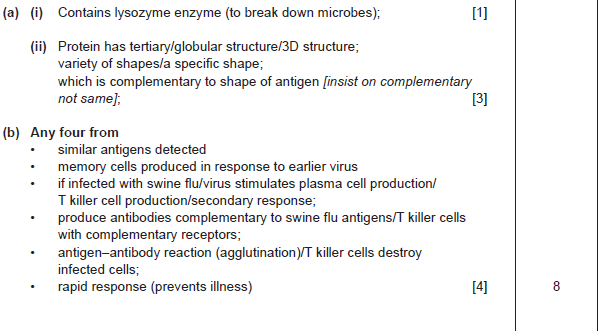 (a) (i) Contains lysozyme enzyme (to break down microbes); [1]
(ii) Protein has tertiary/globular structure/3D structure;
variety of shapes/a specific shape;
which is complementary to shape of antigen [insist on complementary
not same]; [3]
(b) Any four from
• similar antigens detected
• memory cells produced in response to earlier virus
• if infected with swine flu/virus stimulates plasma cell production/
T killer cell production/secondary response;
• produce antibodies complementary to swine flu antigens/T killer cells
with complementary receptors;
• antigen–antibody reaction (agglutination)/T killer cells destroy
infected cells;
• rapid response (prevents illness) [4] 8